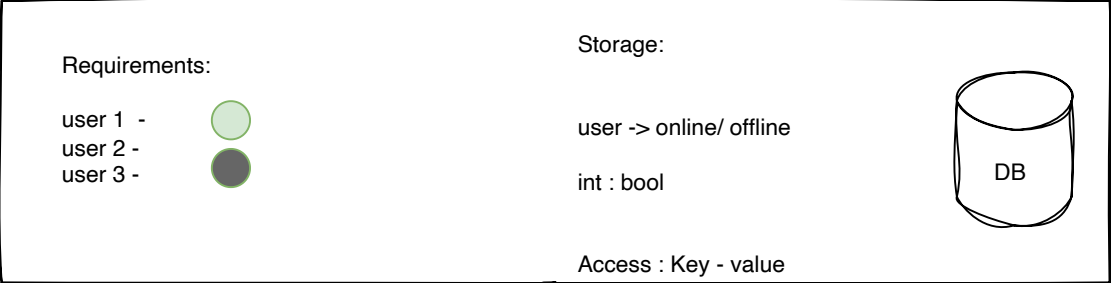 Requirements:
user 1 -
user 2 -
user 3 -
Storage:
user -> online/ offline
int : bool
Access : Key - value
DB